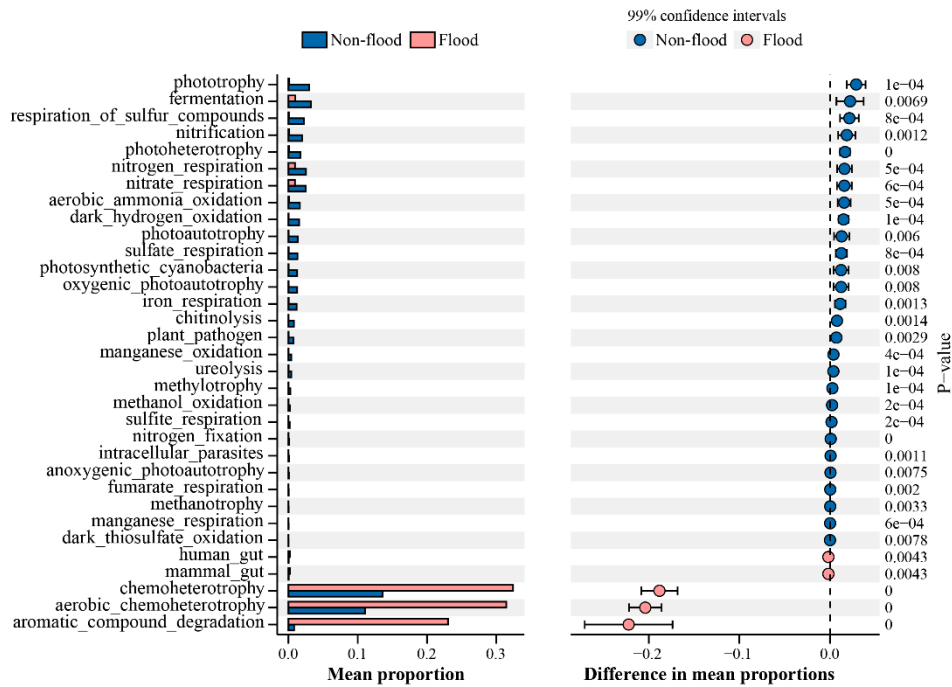 99% confidence intervals
Non-flood Flood Non-flood Flood
phototrophy 1e−04
fermentation 0.0069
respiration_of_sulfur_compounds 8e−04
nitrification 0.0012
photoheterotrophy 0
nitrogen_respiration 5e−04
nitrate_respiration 6e−04
aerobic_ammonia_oxidation 5e−04
dark_hydrogen_oxidation 1e−04
photoautotrophy 0.006
sulfate_respiration 8e−04
photosynthetic_cyanobacteria 0.008
oxygenic_photoautotrophy 0.008
iron_respiration 0.0013
chitinolysis 0.0014
plant_pathogen 0.0029
manganese_oxidation 4e−04
ureolysis 1e−04
methylotrophy 1e−04
methanol_oxidation 2e−04
sulfite_respiration 2e−04
nitrogen_fixation 0
intracellular_parasites 0.0011
anoxygenic_photoautotrophy 0.0075
fumarate_respiration 0.002
methanotrophy 0.0033
manganese_respiration 6e−04
dark_thiosulfate_oxidation 0.0078
human_gut 0.0043
mammal_gut 0.0043
chemoheterotrophy 0
aerobic_chemoheterotrophy 0
aromatic_compound_degradation 0
P−value
0.0 0.1 0.2 0.3 −0.2 −0.1 0.0
Mean proportion Difference in mean proportions